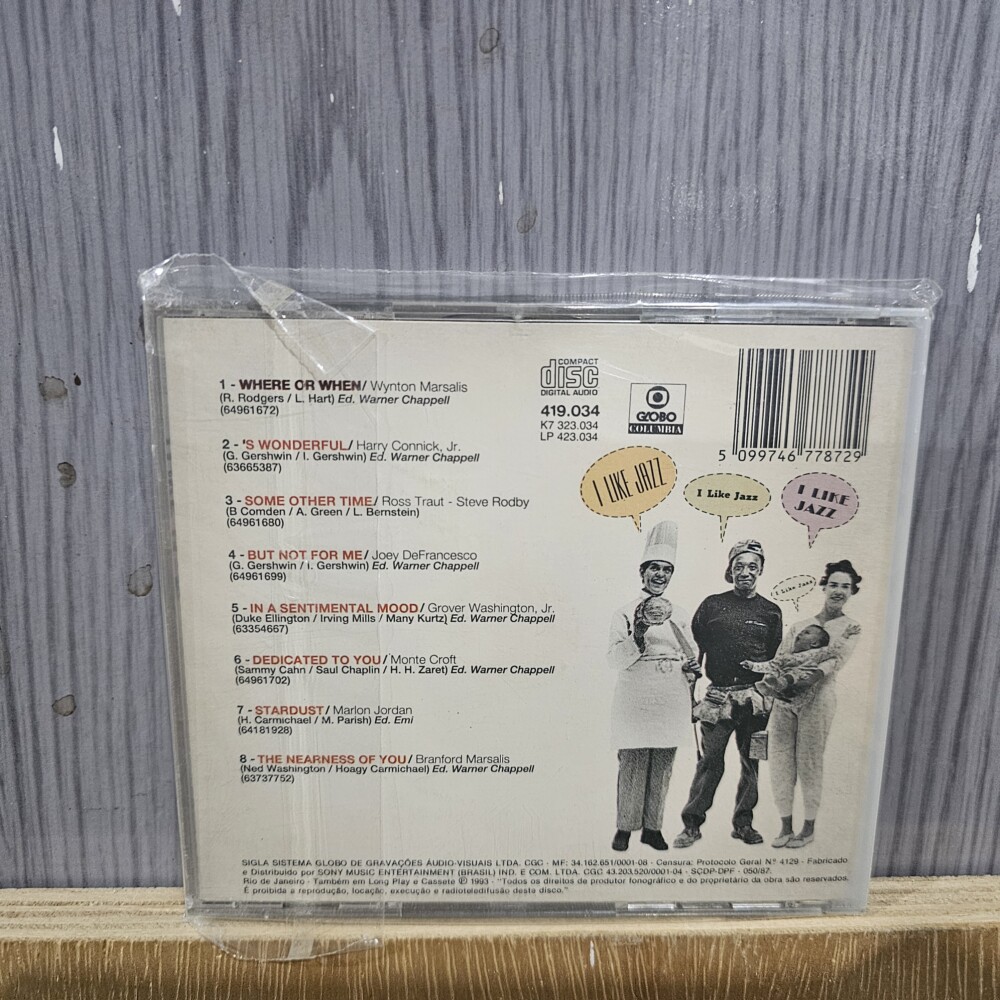 1 - WHERE OR WHEN/ Wynton Marsalis
(R. Rodgers / L. Hart) Ed. Warner Chappell
(64961672)
2 - 'S WONDERFUL/ Harry Connick, Jr.
(G. Gershwin / I. Gershwin) Ed. Warner Chappell
(63665387)
3 - SOME OTHER TIME/ Ross Traut - Steve Rodby
(B Comden / A. Green / L. Bernstein)
(64961680)
4 - BUT NOT FOR ME/ Joey DeFrancesco
(G. Gershwin / I. Gershwin) Ed. Warner Chappell
(64961699)
5 - IN A SENTIMENTAL MOOD/ Grover Washington, Jr.
(Duke Ellington / Irving Mills / Many Kurtz) Ed. Warner Chappell
(63354667)
6 - DEDICATED TO YOU/ Monte Croft
(Sammy Cahn / Saul Chaplin / H. H. Zaret) Ed. Warner Chappell
(64961702)
7 - STARDUST/ Marlon Jordan
(H. Carmichael / M. Parish) Ed. Emi
(64181928)
8 - THE NEARNESS OF YOU/ Branford Marsalis
(Ned Washington / Hoagy Carmichael) Ed. Warner Chappell
(63737752)
COMPACT
disc
DIGITAL AUDIO
419.034
K7 323.034
LP 423.034
GLOBO
COLUMBIA
5 099746 778729
I LIKE JAZZ
I Like Jazz
I LIKE
JAZZ
I Like Jazz
SIGLA SISTEMA GLOBO DE GRAVAÇÕES ÁUDIO-VISUAIS LTDA. CGC - MF: 34.162.651/0001-08 - Censura: Protocolo Geral N.º 4129 - Fabricado
e Distribuído por SONY MUSIC ENTERTAINMENT (BRASIL) IND. E COM. LTDA. CGC 43.203.520/0001-04 - SCDP-DPF - 050/87.
Rio de Janeiro - Também em Long Play e Cassete ℗ 1993 - "Todos os direitos de produtor fonográfico e do proprietário da obra são reservados.
É proibida a reprodução, locação, execução e radioteledifusão deste disco."